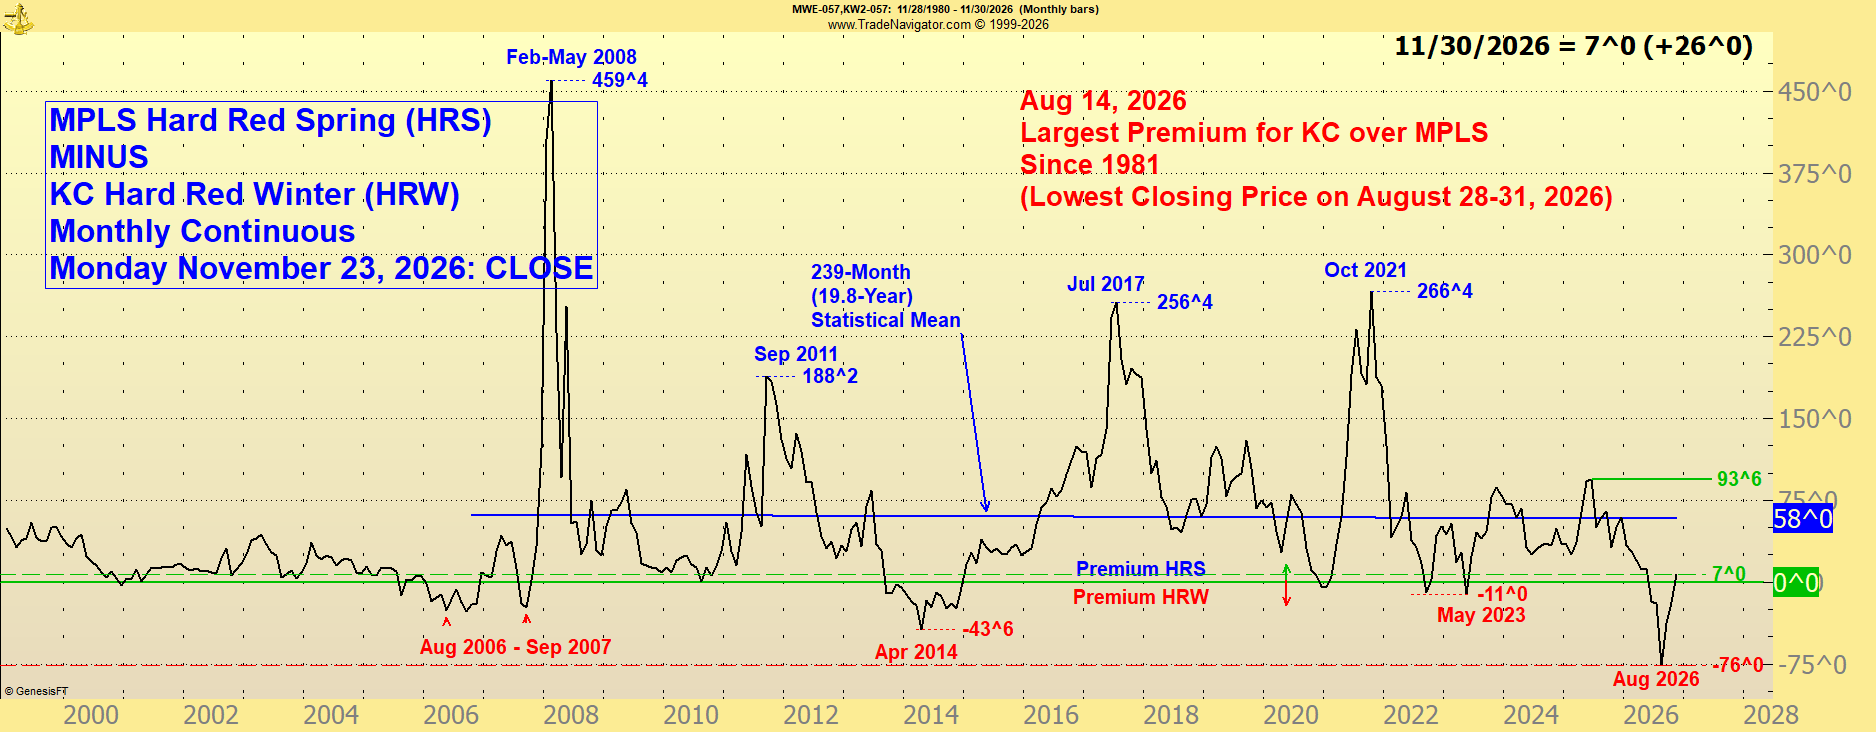 MWE-057,KW2-057: 11/28/1980 - 11/30/2026 (Monthly bars)
www.TradeNavigator.com © 1999-2026
11/30/2026 = 7^0 (+26^0)
Feb-May 2008
459^4
450^0
MPLS Hard Red Spring (HRS)
MINUS
KC Hard Red Winter (HRW)
Monthly Continuous
Monday November 23, 2026: CLOSE
Aug 14, 2026
Largest Premium for KC over MPLS
Since 1981
(Lowest Closing Price on August 28-31, 2026)
375^0
300^0
239-Month
(19.8-Year)
Statistical Mean
Jul 2017
256^4
Oct 2021
266^4
225^0
Sep 2011
188^2
150^0
93^6
75^0
58^0
Premium HRS
Premium HRW
7^0
0^0
-11^0
May 2023
Aug 2006 - Sep 2007
-43^6
Apr 2014
-76^0
-75^0
Aug 2026
© GenesisFT
2000 2002 2004 2006 2008 2010 2012 2014 2016 2018 2020 2022 2024 2026 2028